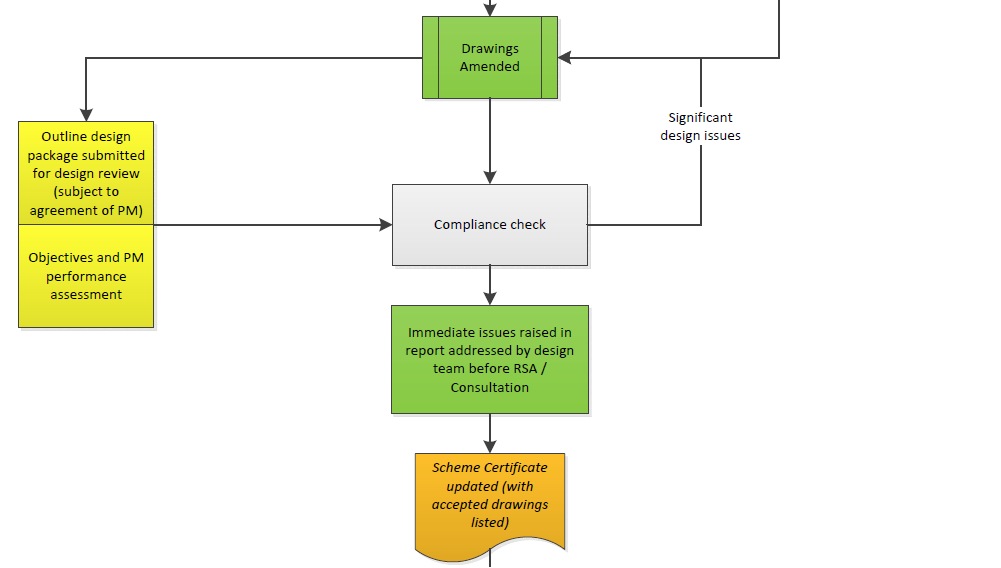 Drawings
Amended
Significant
design issues
Outline design
package submitted
for design review
(subject to
agreement of PM)
Compliance check
Objectives and PM
performance
assessment
Immediate issues raised in
report addressed by design
team before RSA /
Consultation
Scheme Certificate
updated (with
accepted drawings
listed)